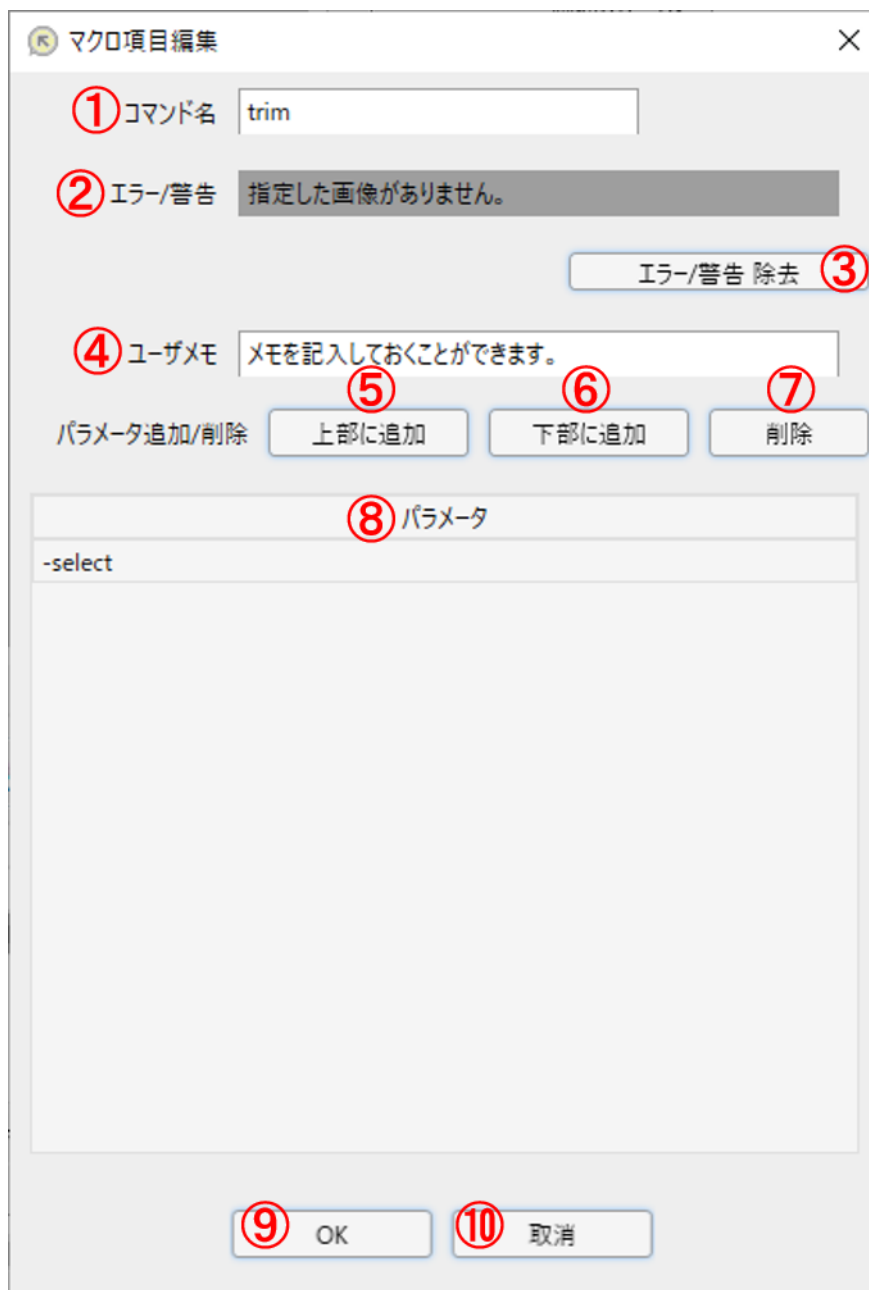 マクロ項目編集
① コマンド名 trim
② エラー/警告 指定した画像がありません。
エラー/警告 除去 ③
④ ユーザメモ メモを記入しておくことができます。
⑤ ⑥ ⑦
パラメータ追加/削除 上部に追加 下部に追加 削除
⑧ パラメータ
-select
⑨ OK ⑩ 取消